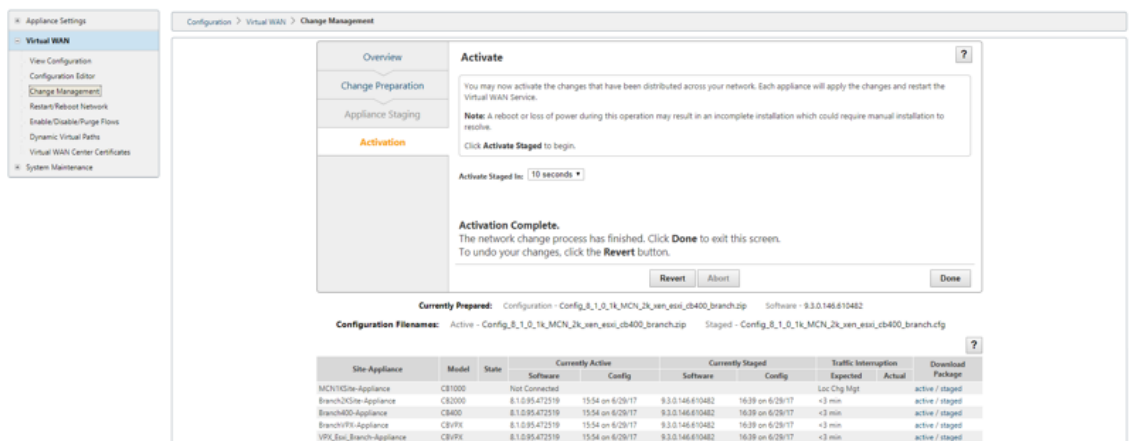 Appliance Settings
Virtual WAN
View Configuration
Configuration Editor
Change Management
Restart/Reboot Network
Enable/Disable/Purge Flows
Dynamic Virtual Paths
Virtual WAN Center Certificates
System Maintenance
Configuration > Virtual WAN > Change Management
Overview
Change Preparation
Appliance Staging
Activation
Activate ?
You may now activate the changes that have been distributed across your network. Each appliance will apply the changes and restart the
Virtual WAN Service.
Note: A reboot or loss of power during this operation may result in an incomplete installation which could require manual installation to
resolve.
Click Activate Staged to begin.
Activate Staged In: 10 seconds
Activation Complete.
The network change process has finished. Click Done to exit this screen.
To undo your changes, click the Revert button.
Revert Abort Done
Currently Prepared: Configuration - Config_8_1_0_1k_MCN_2k_xen_esxi_cb400_branch.zip Software - 9.3.0.146.610482
Configuration Filenames: Active - Config_8_1_0_1k_MCN_2k_xen_esxi_cb400_branch.zip Staged - Config_8_1_0_1k_MCN_2k_xen_esxi_cb400_branch.cfg
?
Site-Appliance Model State Currently Active Currently Staged Traffic Interruption Download Package
Software Config Software Config Expected Actual
MCN1KSite-Appliance CB1000 Not Connected Loc Chg Mgt active / staged
Branch2KSite-Appliance CB2000 8.1.0.95.472519 15:54 on 6/29/17 9.3.0.146.610482 16:39 on 6/29/17 <3 min active / staged
Branch400-Appliance CB400 8.1.0.95.472519 15:54 on 6/29/17 9.3.0.146.610482 16:39 on 6/29/17 <3 min active / staged
BranchVPX-Appliance CBVPX 8.1.0.95.472519 15:54 on 6/29/17 9.3.0.146.610482 16:39 on 6/29/17 <3 min active / staged
VPX_Esxi_Branch-Appliance CBVPX 8.1.0.95.472519 15:54 on 6/29/17 9.3.0.146.610482 16:39 on 6/29/17 <3 min active / staged